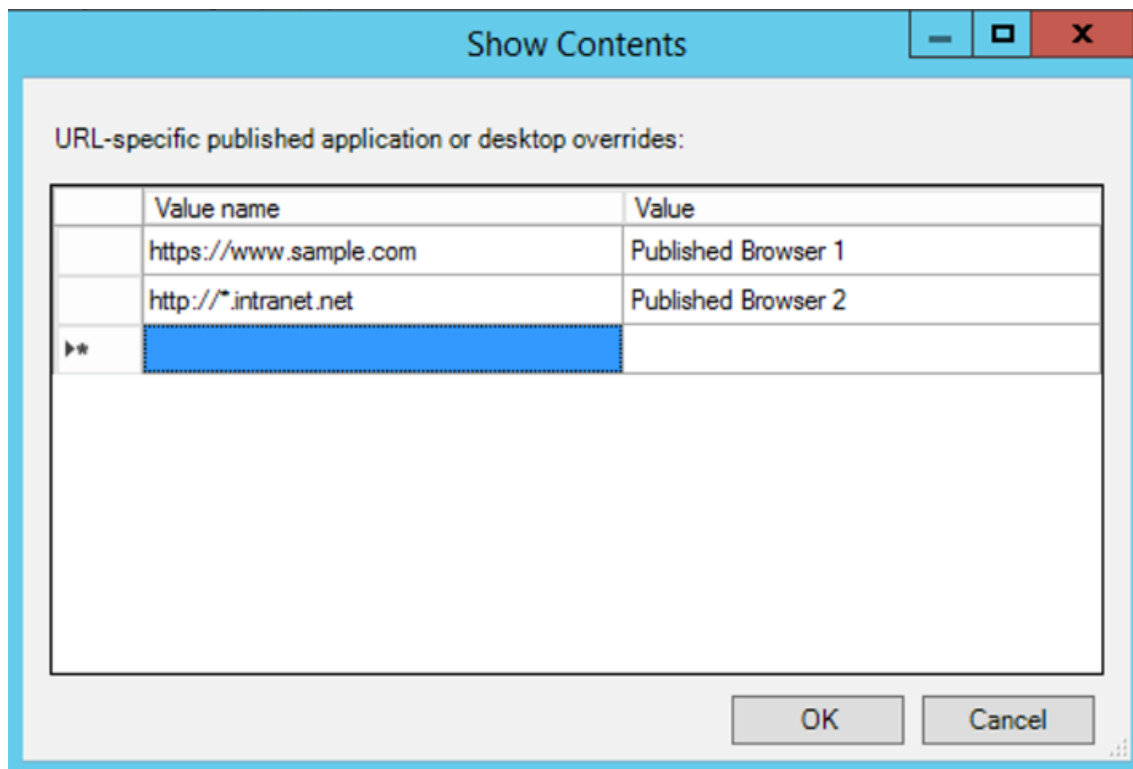 Show Contents
URL-specific published application or desktop overrides:
Value name Value
https://www.sample.com Published Browser 1
http://*.intranet.net Published Browser 2
OK Cancel